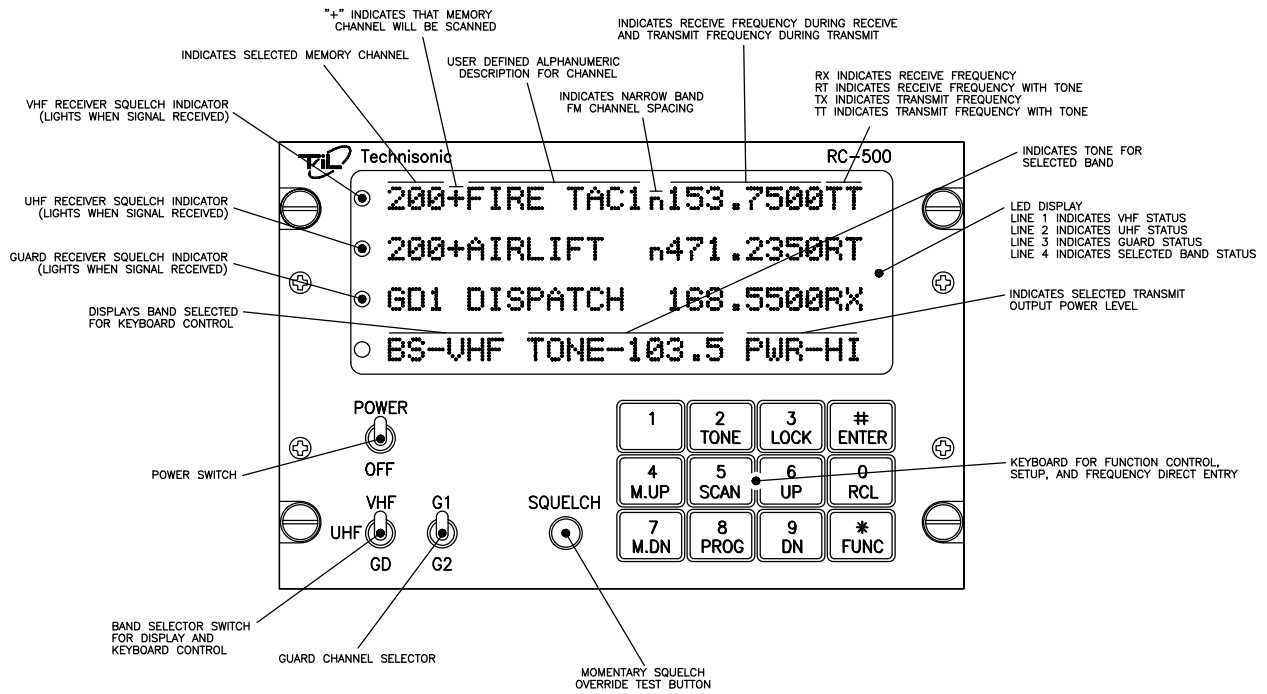 "+" INDICATES THAT MEMORY
CHANNEL WILL BE SCANNED
INDICATES RECEIVE FREQUENCY DURING RECEIVE
AND TRANSMIT FREQUENCY DURING TRANSMIT
INDICATES SELECTED MEMORY CHANNEL
USER DEFINED ALPHANUMERIC
DESCRIPTION FOR CHANNEL
RX INDICATES RECEIVE FREQUENCY
RT INDICATES RECEIVE FREQUENCY WITH TONE
TX INDICATES TRANSMIT FREQUENCY
TT INDICATES TRANSMIT FREQUENCY WITH TONE
INDICATES NARROW BAND
FM CHANNEL SPACING
VHF RECEIVER SQUELCH INDICATOR
(LIGHTS WHEN SIGNAL RECEIVED)
INDICATES TONE FOR
SELECTED BAND
TiL Technisonic RC-500
200+FIRE TAC1n153.7500TT
UHF RECEIVER SQUELCH INDICATOR
(LIGHTS WHEN SIGNAL RECEIVED)
LED DISPLAY
LINE 1 INDICATES VHF STATUS
LINE 2 INDICATES UHF STATUS
LINE 3 INDICATES GUARD STATUS
LINE 4 INDICATES SELECTED BAND STATUS
200+AIRLIFT n471.2350RT
GUARD RECEIVER SQUELCH INDICATOR
(LIGHTS WHEN SIGNAL RECEIVED)
GD1 DISPATCH 168.5500RX
INDICATES SELECTED TRANSMIT
OUTPUT POWER LEVEL
DISPLAYS BAND SELECTED
FOR KEYBOARD CONTROL
BS-VHF TONE-103.5 PWR-HI
POWER
OFF
1 2 3 #
TONE LOCK ENTER
4 5 6 0
M.UP SCAN UP RCL
7 8 9 *
M.DN PROG DN FUNC
POWER SWITCH
KEYBOARD FOR FUNCTION CONTROL,
SETUP, AND FREQUENCY DIRECT ENTRY
VHF G1 SQUELCH
UHF
GD G2
BAND SELECTOR SWITCH
FOR DISPLAY AND
KEYBOARD CONTROL
GUARD CHANNEL SELECTOR
MOMENTARY SQUELCH
OVERRIDE TEST BUTTON